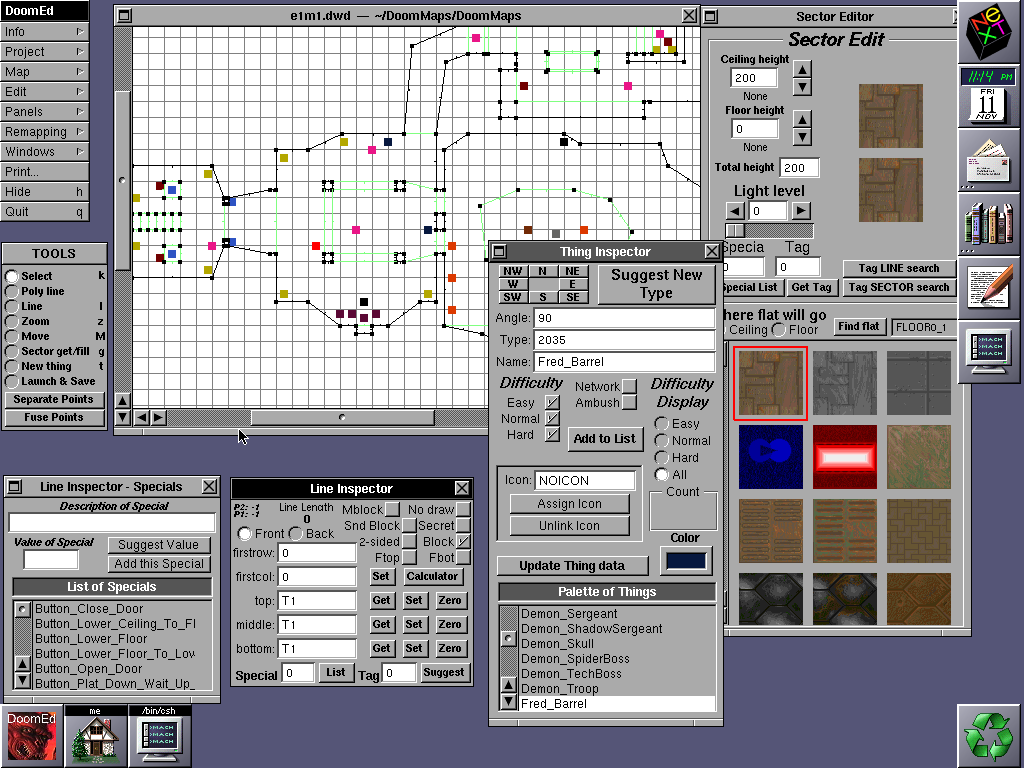 DoomEd
Info
Project
Map
Edit
Panels
Remapping
Windows
Print...
Hide h
Quit q
TOOLS
Select k
Poly line
Line l
Zoom z
Move M
Sector get/fill g
New thing t
Launch & Save
Separate Points
Fuse Points
e1m1.dwd — ~/DoomMaps/DoomMaps
Sector Editor
Sector Edit
Ceiling height
200
None
Floor height
0
None
Total height 200
Light level
0
Specia Tag
0 0
Tag LINE search
Special List Get Tag Tag SECTOR search
here flat will go
Ceiling Floor Find flat FLOOR0_1
Thing Inspector
NW N NE
W E
SW S SE
Suggest New
Type
Angle: 90
Type: 2035
Name: Fred_Barrel
Difficulty
Easy
Normal
Hard
Network
Ambush
Add to List
Difficulty
Display
Easy
Normal
Hard
All
Count
Icon: NOICON
Assign Icon
Unlink Icon
Color
Update Thing data
Palette of Things
Demon_Sergeant
Demon_ShadowSergeant
Demon_Skull
Demon_SpiderBoss
Demon_TechBoss
Demon_Troop
Fred_Barrel
Line Inspector - Specials
Description of Special
Value of Special
Suggest Value
Add this Special
List of Specials
Button_Close_Door
Button_Lower_Ceiling_To_Fl
Button_Lower_Floor
Button_Lower_Floor_To_Lov
Button_Open_Door
Button_Plat_Down_Wait_Up_
Line Inspector
P2: :-1
P1: :-1
Line Length
0
Front Back
Mblock No draw
Snd Block Secret
2-sided Block
Ftop Fbot
firstrow: 0
firstcol: 0 Set Calculator
top: T1 Get Set Zero
middle: T1 Get Set Zero
bottom: T1 Get Set Zero
Special 0 List Tag 0 Suggest
NeXT
11:14 PM
FRI
11
NOV
DoomEd
me
/bin/csh
MACH
MACH
MACH